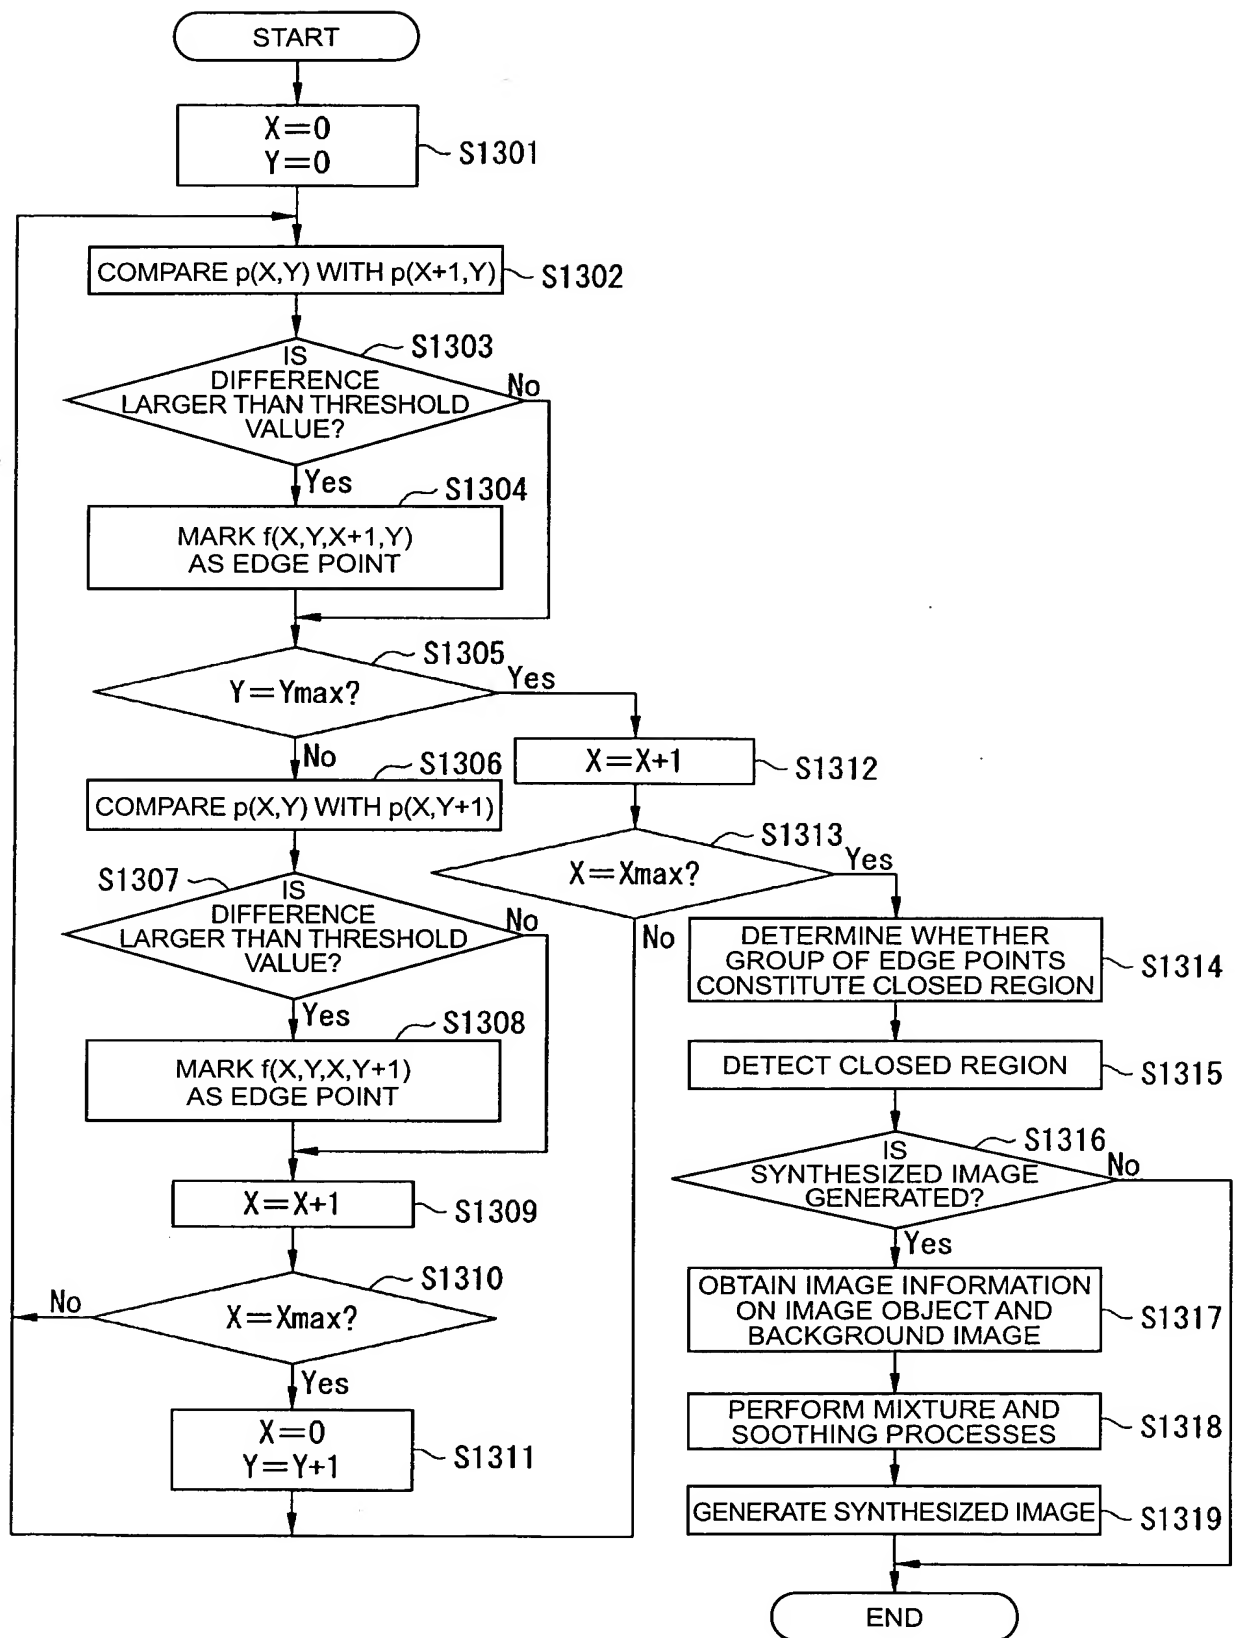 START
X=0
Y=0
S1301
COMPARE p(X,Y) WITH p(X+1,Y)
S1302
S1303
IS
DIFFERENCE
LARGER THAN THRESHOLD
VALUE?
No
Yes
S1304
MARK f(X,Y,X+1,Y)
AS EDGE POINT
S1305
Y=Ymax?
Yes
No
S1306
COMPARE p(X,Y) WITH p(X,Y+1)
S1307
IS
DIFFERENCE
LARGER THAN THRESHOLD
VALUE?
No
Yes
S1308
MARK f(X,Y,X,Y+1)
AS EDGE POINT
X=X+1
S1309
S1310
X=Xmax?
No
Yes
X=0
Y=Y+1
S1311
X=X+1
S1312
S1313
X=Xmax?
Yes
No
DETERMINE WHETHER
GROUP OF EDGE POINTS
CONSTITUTE CLOSED REGION
S1314
DETECT CLOSED REGION
S1315
S1316
IS
SYNTHESIZED IMAGE
GENERATED?
No
Yes
OBTAIN IMAGE INFORMATION
ON IMAGE OBJECT AND
BACKGROUND IMAGE
S1317
PERFORM MIXTURE AND
SOOTHING PROCESSES
S1318
GENERATE SYNTHESIZED IMAGE
S1319
END